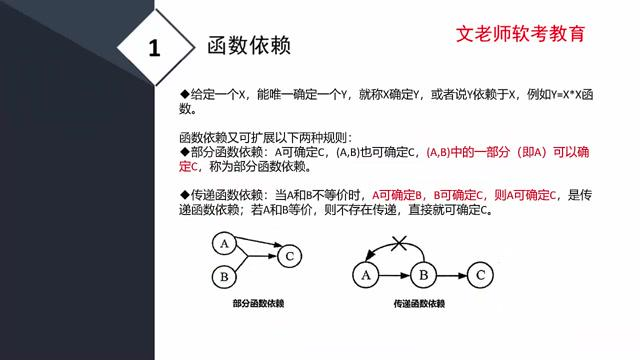 1
函数依赖
文老师软考教育
◆给定一个X，能唯一确定一个Y，就称X确定Y，或者说Y依赖于X，例如Y=X*X函
数。
函数依赖又可扩展以下两种规则：
◆部分函数依赖：A可确定C，(A,B)也可确定C，(A,B)中的一部分（即A）可以确
定C，称为部分函数依赖。
◆传递函数依赖：当A和B不等价时，A可确定B，B可确定C，则A可确定C，是传
递函数依赖；若A和B等价，则不存在传递，直接就可确定C。
A
C
B
A
B
C
部分函数依赖
传递函数依赖